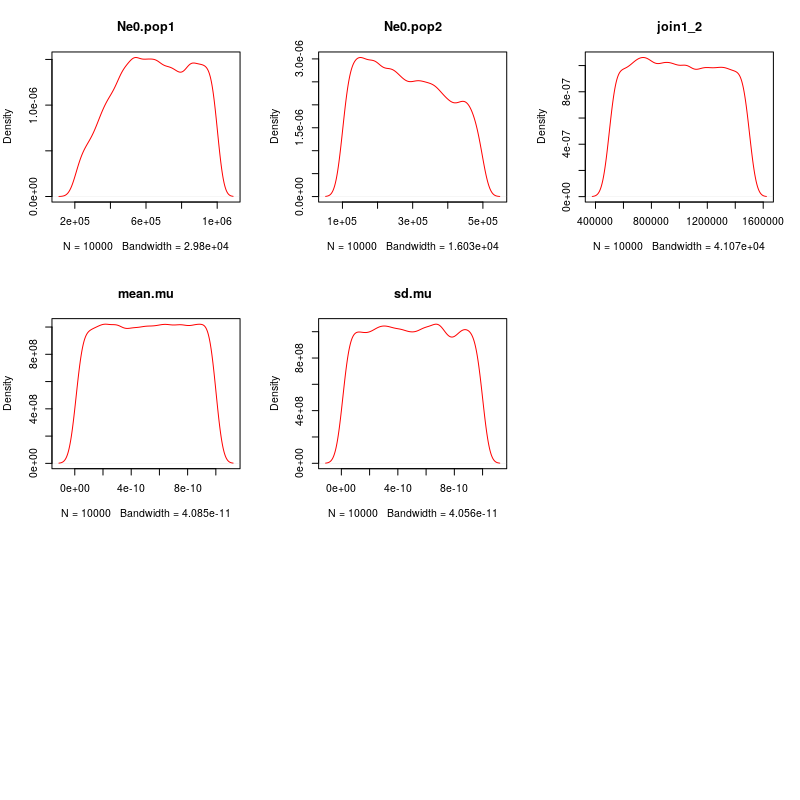 Ne0.pop1
Density
0.0e+00
1.0e-06
2e+05
6e+05
1e+06
N = 10000 Bandwidth = 2.98e+04
Ne0.pop2
Density
0.0e+00
1.5e-06
3.0e-06
1e+05
3e+05
5e+05
N = 10000 Bandwidth = 1.603e+04
join1_2
Density
0e+00
4e-07
8e-07
400000
800000
1200000
1600000
N = 10000 Bandwidth = 4.107e+04
mean.mu
Density
0e+00
4e+08
8e+08
0e+00
4e-10
8e-10
N = 10000 Bandwidth = 4.085e-11
sd.mu
Density
0e+00
4e+08
8e+08
0e+00
4e-10
8e-10
N = 10000 Bandwidth = 4.056e-11